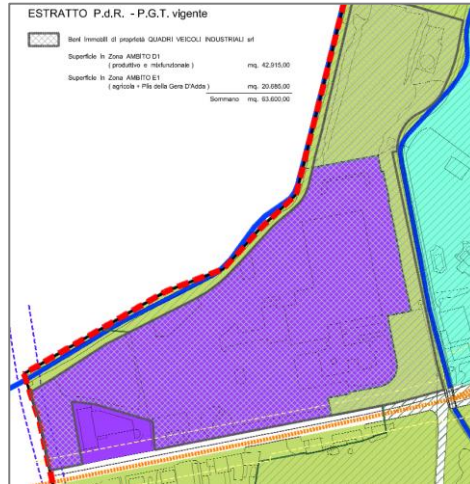 ESTRATTO P.d.R. - P.G.T. vigente
Beni Immobili di proprietà QUADRI VEICOLI INDUSTRIALI srl
Superficie in Zona AMBITO D1
( produttivo e mixfunzionale ) mq. 42,915,00
Superficie in Zona AMBITO E1
( agricola + Plis della Gera D'Adda ) mq. 20.685,00
Sommano mq. 63.600,00